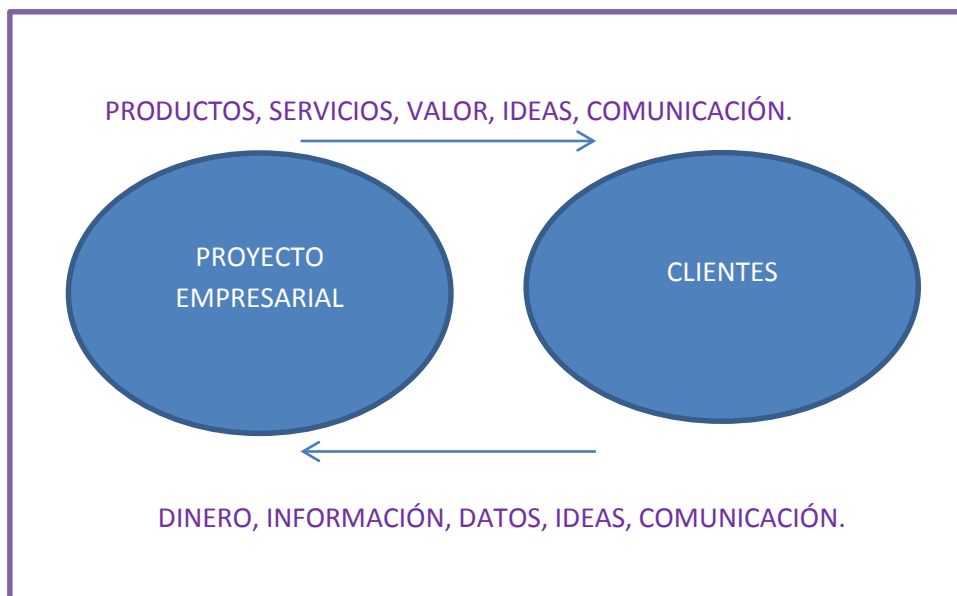 PRODUCTOS, SERVICIOS, VALOR, IDEAS, COMUNICACIÓN.
PROYECTO
EMPRESARIAL
CLIENTES
DINERO, INFORMACIÓN, DATOS, IDEAS, COMUNICACIÓN.